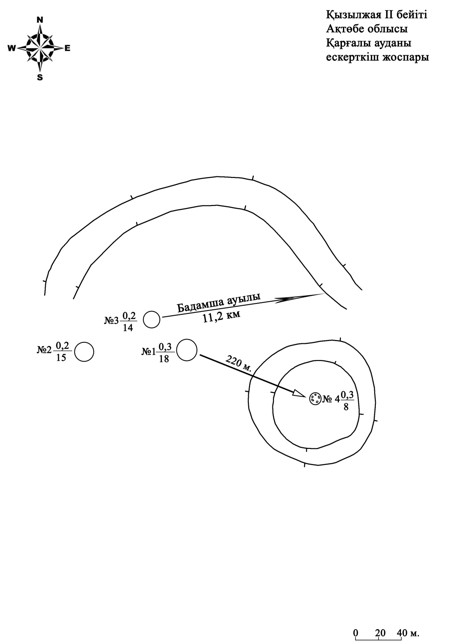 N
W E
S
Қызылжая II бейіті
Ақтөбе облысы
Қарғалы ауданы
ескерткіш жоспары
Бадамша ауылы
11,2 км
№3 0,2
14
№2 0,2
15
№1 0,3
18
220 м.
№ 4 0,3
8
0 20 40 м.